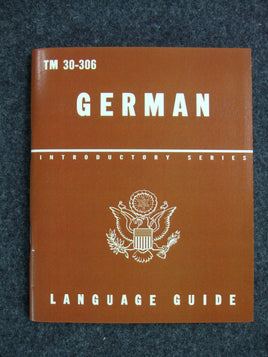 TM 30-306
GERMAN
INTRODUCTORY SERIES
LANGUAGE GUIDE